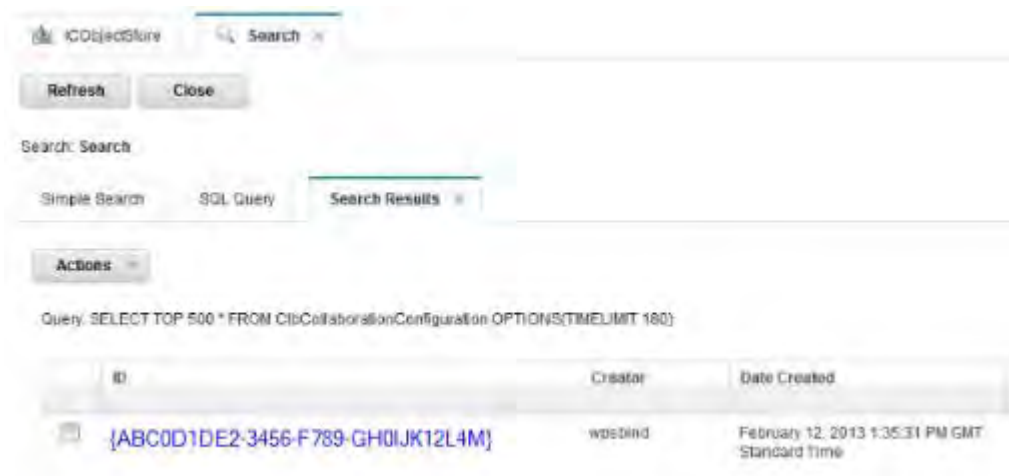 ICObjectStore
Search
Refresh
Close
Search: Search
Simple Search
SQL Query
Search Results
Actions
Query: SELECT TOP 500 * FROM ClbCollaborationConfiguration OPTIONS(TIMELIMIT 180)
ID
Creator
Date Created
{ABC0D1DE2-3456-F789-GH0IJK12L4M}
wpsbind
February 12, 2013 1:35:31 PM GMT
Standard Time